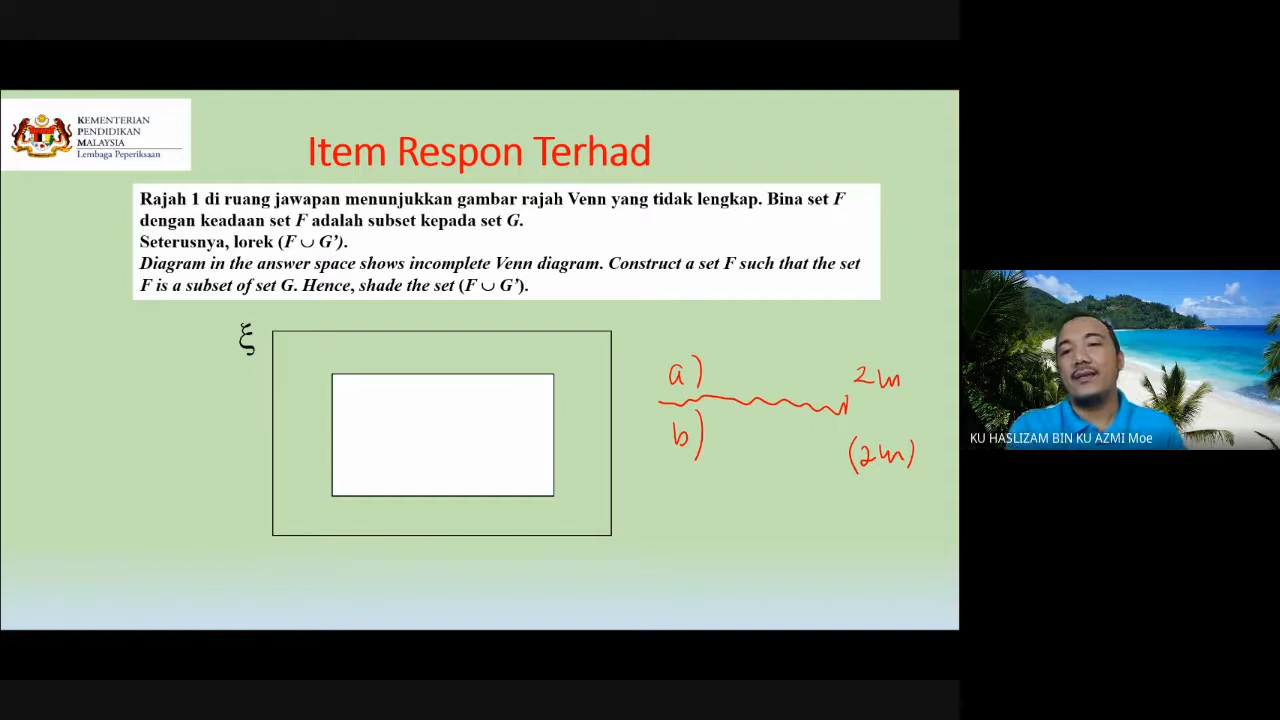 KEMENTERIAN
PENDIDIKAN
MALAYSIA
Lembaga Peperiksaan
Item Respon Terhad
Rajah 1 di ruang jawapan menunjukkan gambar rajah Venn yang tidak lengkap. Bina set F
dengan keadaan set F adalah subset kepada set G.
Seterusnya, lorek (F ∪ G’).
Diagram in the answer space shows incomplete Venn diagram. Construct a set F such that the set
F is a subset of set G. Hence, shade the set (F ∪ G’).
ξ
a)
2m
b)
(2m)
KU HASLIZAM BIN KU AZMI Moe